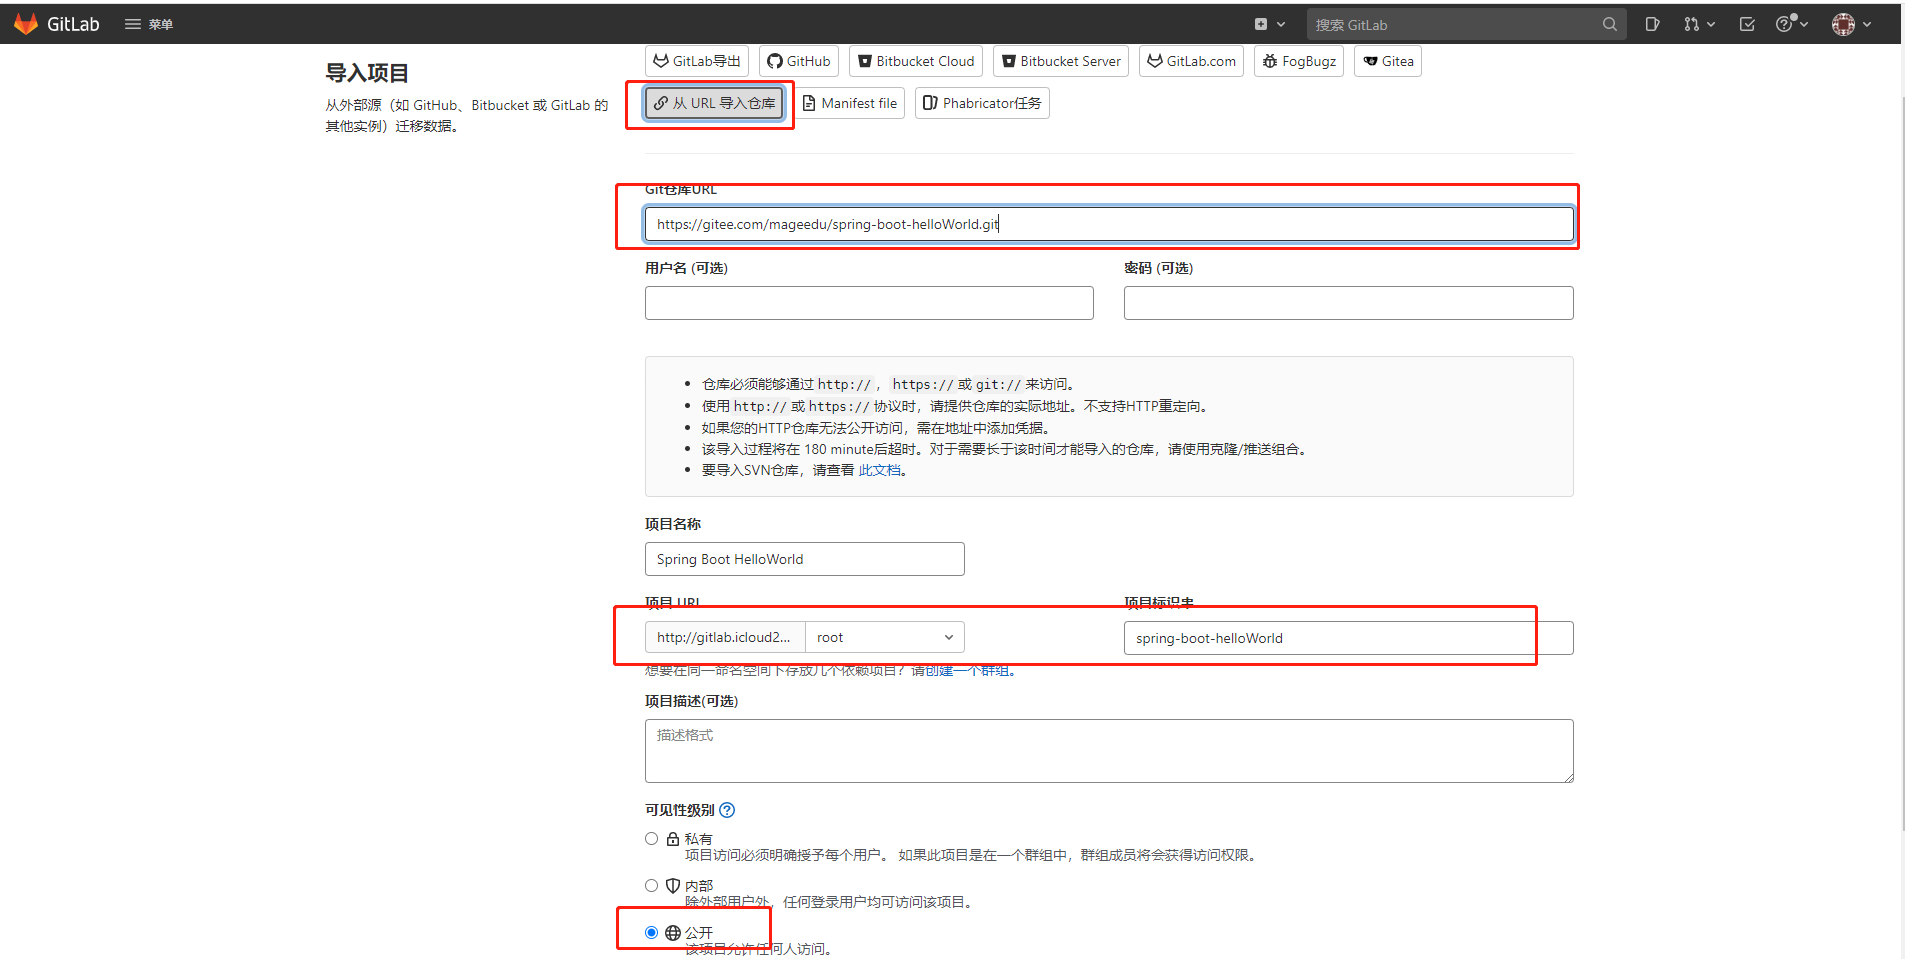 GitLab 菜单 搜索 GitLab
导入项目
从外部源（如 GitHub、Bitbucket 或 GitLab 的
其他实例）迁移数据。
GitLab导出 GitHub Bitbucket Cloud Bitbucket Server GitLab.com FogBugz Gitea
从 URL 导入仓库 Manifest file Phabricator任务
Git仓库URL
https://gitee.com/mageedu/spring-boot-helloWorld.git
用户名 (可选) 密码 (可选)
仓库必须能够通过 http://， https:// 或 git:// 来访问。
使用 http:// 或 https:// 协议时，请提供仓库的实际地址。不支持HTTP重定向。
如果您的HTTP仓库无法公开访问，需在地址中添加凭据。
该导入过程将在 180 minute后超时。对于需要长于该时间才能导入的仓库，请使用克隆/推送组合。
要导入SVN仓库，请查看 此文档。
项目名称
Spring Boot HelloWorld
项目 URL 项目标识串
http://gitlab.icloud2... root spring-boot-helloWorld
想要在同一命名空间下存放几个依赖项目？请创建一个群组。
项目描述(可选)
描述格式
可见性级别
私有
项目访问必须明确授予每个用户。 如果此项目是在一个群组中，群组成员将会获得访问权限。
内部
除外部用户外，任何登录用户均可访问该项目。
公开
该项目允许任何人访问。